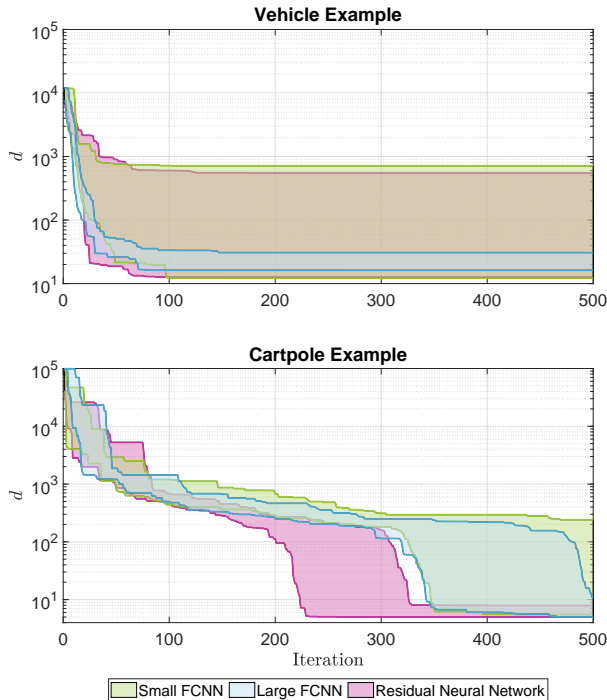 Vehicle Example
10^5
10^4
10^3
10^2
10^1
d
0 100 200 300 400 500
Cartpole Example
10^5
10^4
10^3
10^2
10^1
d
0 100 200 300 400 500
Iteration
Small FCNN Large FCNN Residual Neural Network